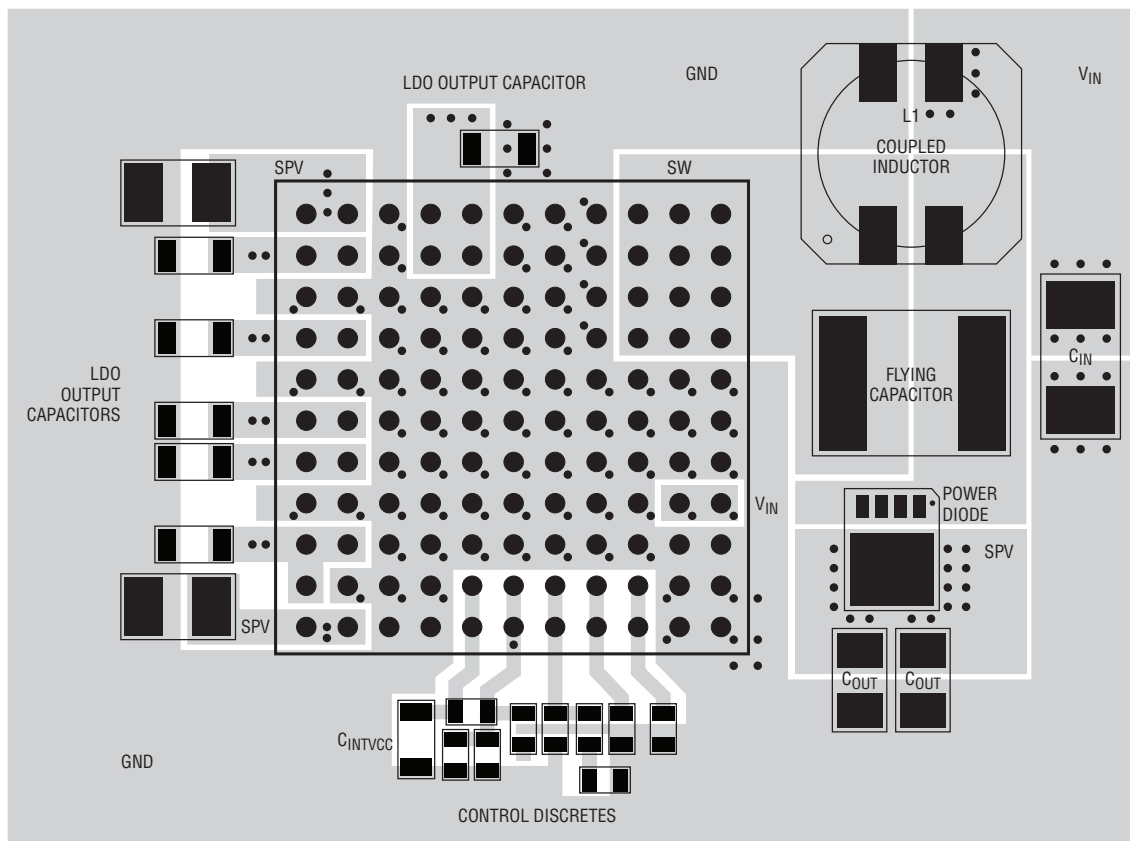 LDO OUTPUT CAPACITOR
GND
VIN
L1
COUPLED
INDUCTOR
SPV
SW
LDO
OUTPUT
CAPACITORS
FLYING
CAPACITOR
CIN
VIN
POWER
DIODE
SPV
SPV
COUT
COUT
CINTVCC
GND
CONTROL DISCRETES